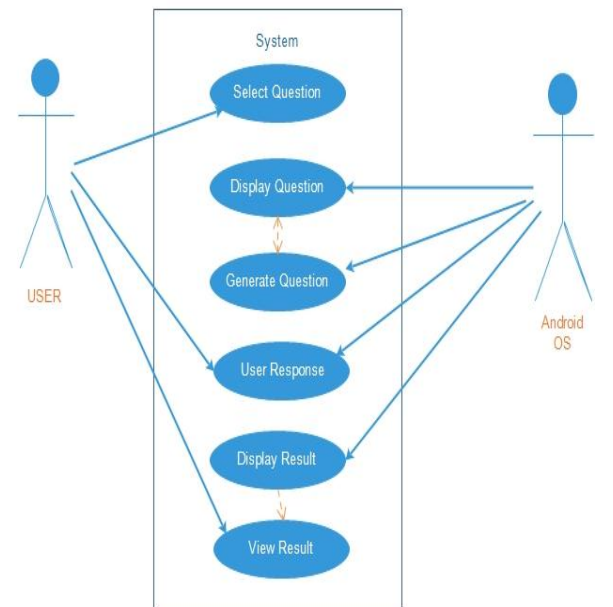 System
Select Question
Display Question
Generate Question
USER
Android
OS
User Response
Display Result
View Result